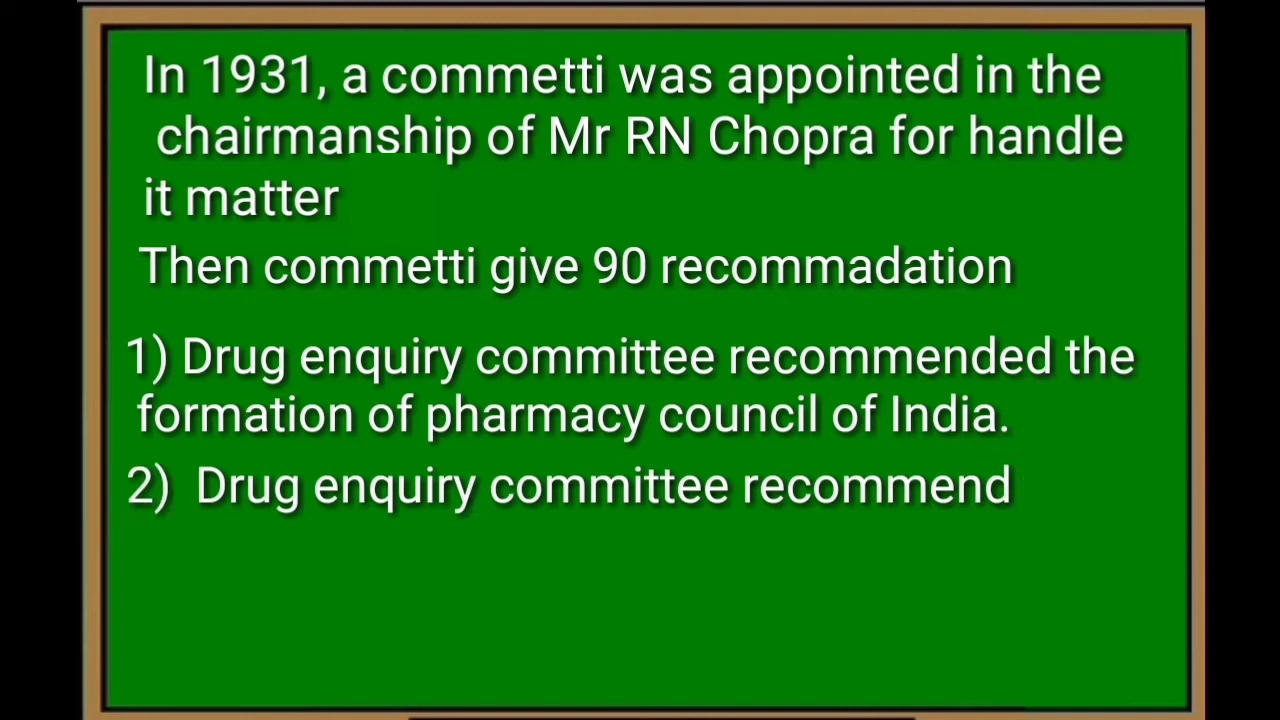 In 1931, a commetti was appointed in the
chairmanship of Mr RN Chopra for handle
it matter
Then commetti give 90 recommadation
1) Drug enquiry committee recommended the
formation of pharmacy council of India.
2) Drug enquiry committee recommend